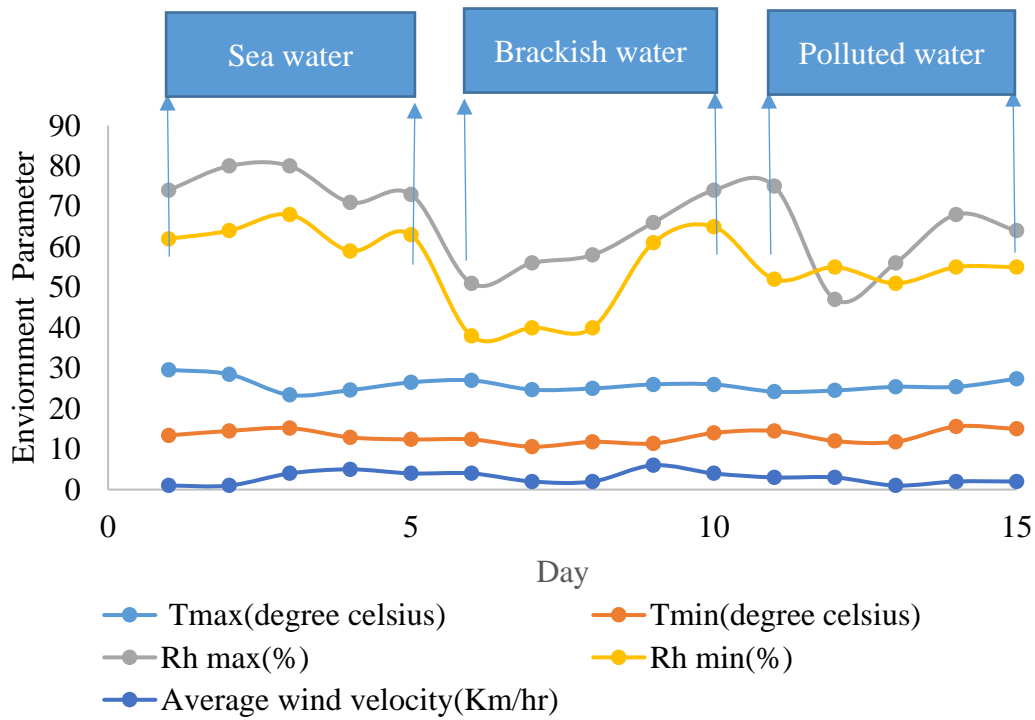 Sea water
Brackish water
Polluted water
90
80
70
60
50
40
30
20
10
0
Enviornment Parameter
0 5 10 15
Day
Tmax(degree celsius)
Tmin(degree celsius)
Rh max(%)
Rh min(%)
Average wind velocity(Km/hr)